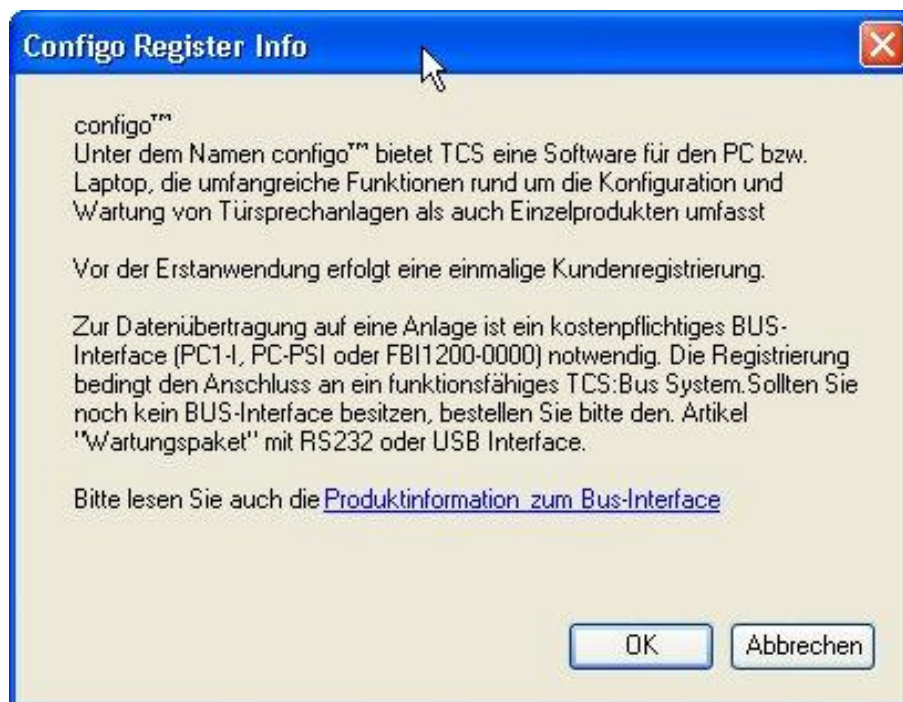 Configo Register Info
configo™
Unter dem Namen configo™ bietet TCS eine Software für den PC bzw.
Laptop, die umfangreiche Funktionen rund um die Konfiguration und
Wartung von Türsprechanlagen als auch Einzelprodukten umfasst
Vor der Erstanwendung erfolgt eine einmalige Kundenregistrierung.
Zur Datenübertragung auf eine Anlage ist ein kostenpflichtiges BUS-
Interface (PC1-I, PC-PSI oder FBI1200-0000) notwendig. Die Registrierung
bedingt den Anschluss an ein funktionsfähiges TCS:Bus System.Sollten Sie
noch kein BUS-Interface besitzen, bestellen Sie bitte den. Artikel
"Wartungspaket" mit RS232 oder USB Interface.
Bitte lesen Sie auch die Produktinformation zum Bus-Interface
OK
Abbrechen